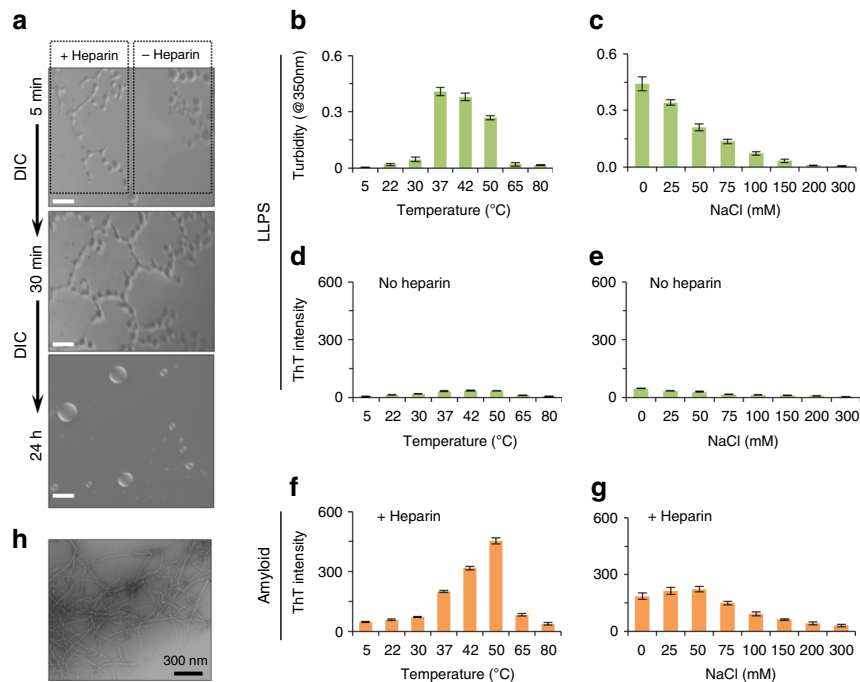 a
+ Heparin
– Heparin
5 min
DIC
30 min
DIC
24 h
h
300 nm
LLPS
b
Turbidity (@350nm)
0.6
0.3
0
5 22 30 37 42 50 65 80
Temperature (°C)
c
0.6
0.3
0.0
0 25 50 75 100 150 200 300
NaCl (mM)
d
No heparin
ThT intensity
600
300
0
5 22 30 37 42 50 65 80
Temperature (°C)
e
No heparin
600
300
0
0 25 50 75 100 150 200 300
NaCl (mM)
Amyloid
f
+ Heparin
ThT intensity
600
300
0
5 22 30 37 42 50 65 80
Temperature (°C)
g
+ Heparin
600
300
0
0 25 50 75 100 150 200 300
NaCl (mM)